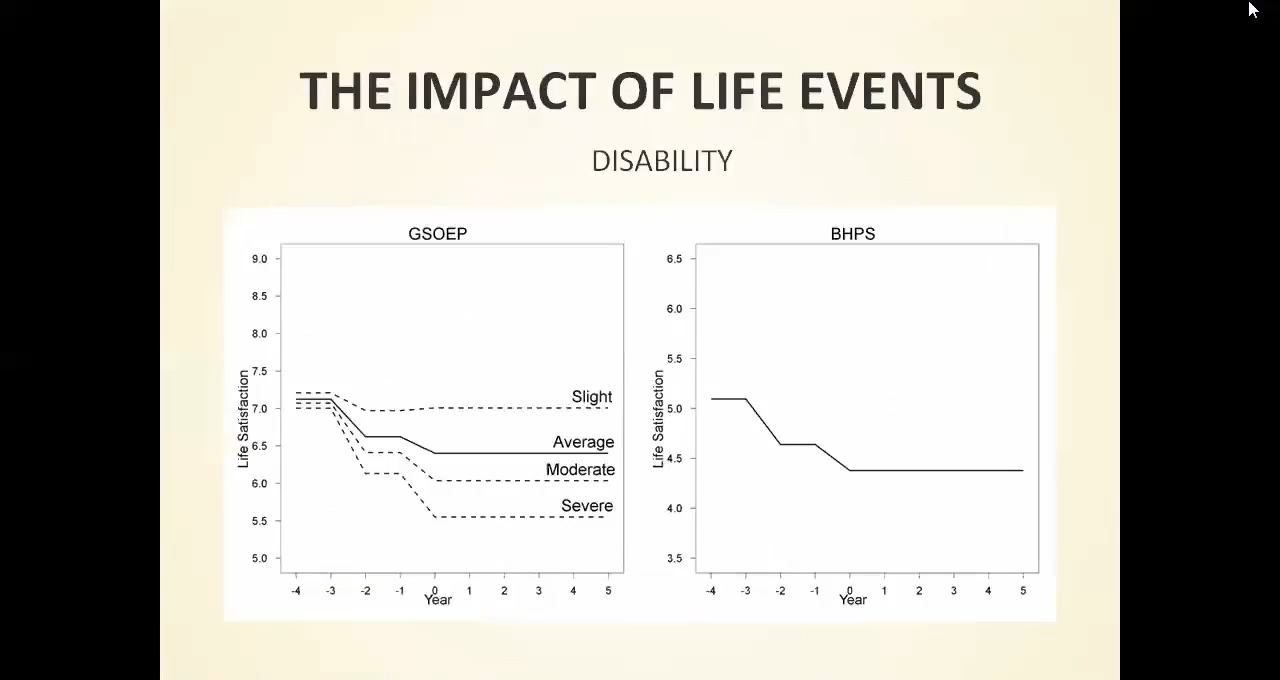 THE IMPACT OF LIFE EVENTS
DISABILITY
GSOEP
9.0
8.5
8.0
7.5
7.0
6.5
6.0
5.5
5.0
Life Satisfaction
Slight
Average
Moderate
Severe
-4 -3 -2 -1 0 1 2 3 4 5
Year
BHPS
6.5
6.0
5.5
5.0
4.5
4.0
3.5
Life Satisfaction
-4 -3 -2 -1 0 1 2 3 4 5
Year